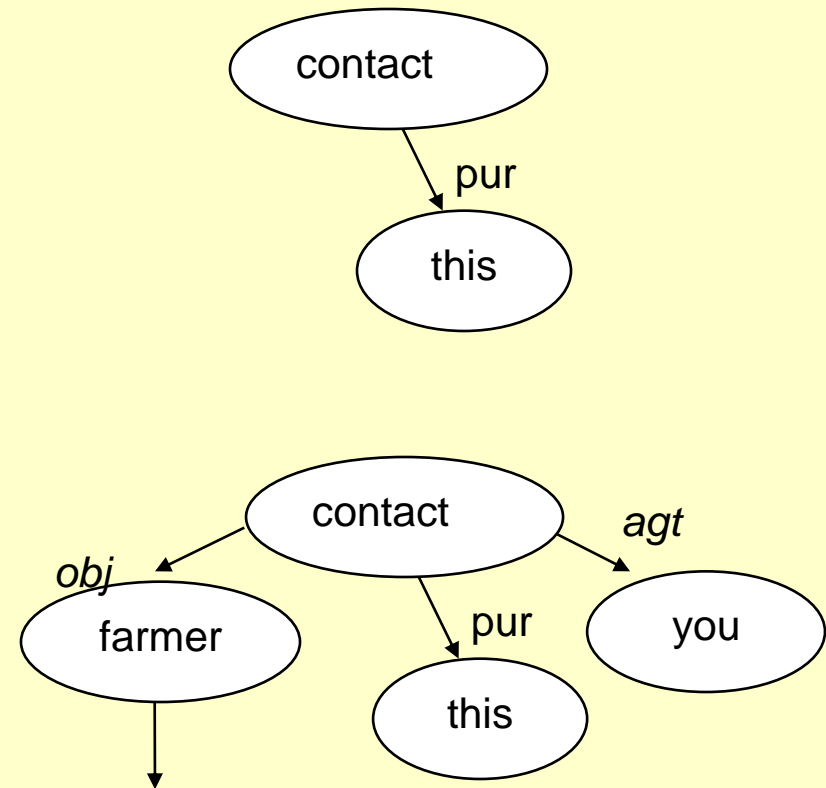 contact
pur
this
contact
agt
obj
farmer
pur
you
this